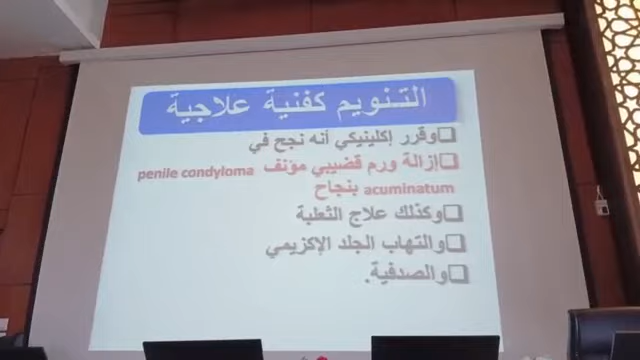 التنويم كفنية علاجية
وقرر إكلينيكي أنه نجح في
إزالة ورم قضيبي مؤنف penile condyloma
acuminatum بنجاح
وكذلك علاج الثعلبة
والتهاب الجلد الإكزيمي
والصدفية.